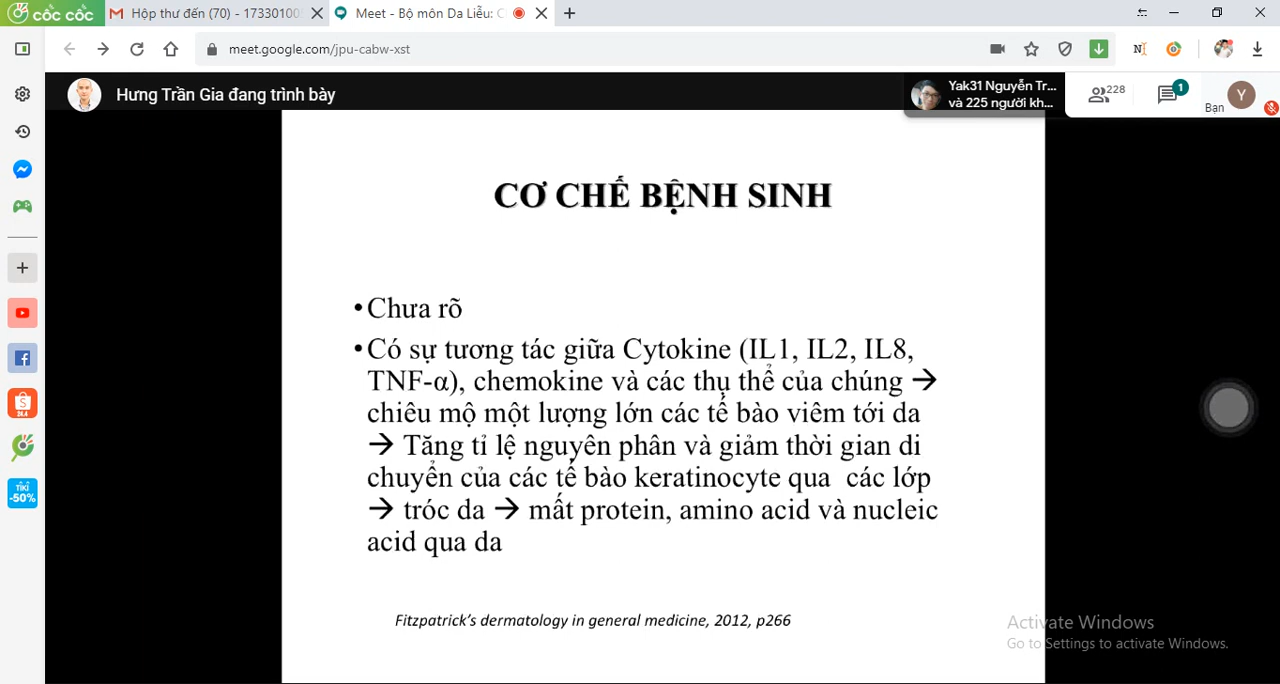 cốc cốc
Hộp thư đến (70) - 17330100
Meet - Bộ môn Da Liễu: C
meet.google.com/jpu-cabw-xst
Hưng Trần Gia đang trình bày
Yak31 Nguyễn Tr...
và 225 người kh...
228
1
Bạn
Y
CƠ CHẾ BỆNH SINH
•Chưa rõ
•Có sự tương tác giữa Cytokine (IL1, IL2, IL8,
TNF-α), chemokine và các thụ thể của chúng →
chiêu mộ một lượng lớn các tế bào viêm tới da
→ Tăng tỉ lệ nguyên phân và giảm thời gian di
chuyển của các tế bào keratinocyte qua các lớp
→ tróc da → mất protein, amino acid và nucleic
acid qua da
Fitzpatrick's dermatology in general medicine, 2012, p266
TIKI
-50%
Activate Windows
Go to Settings to activate Windows.